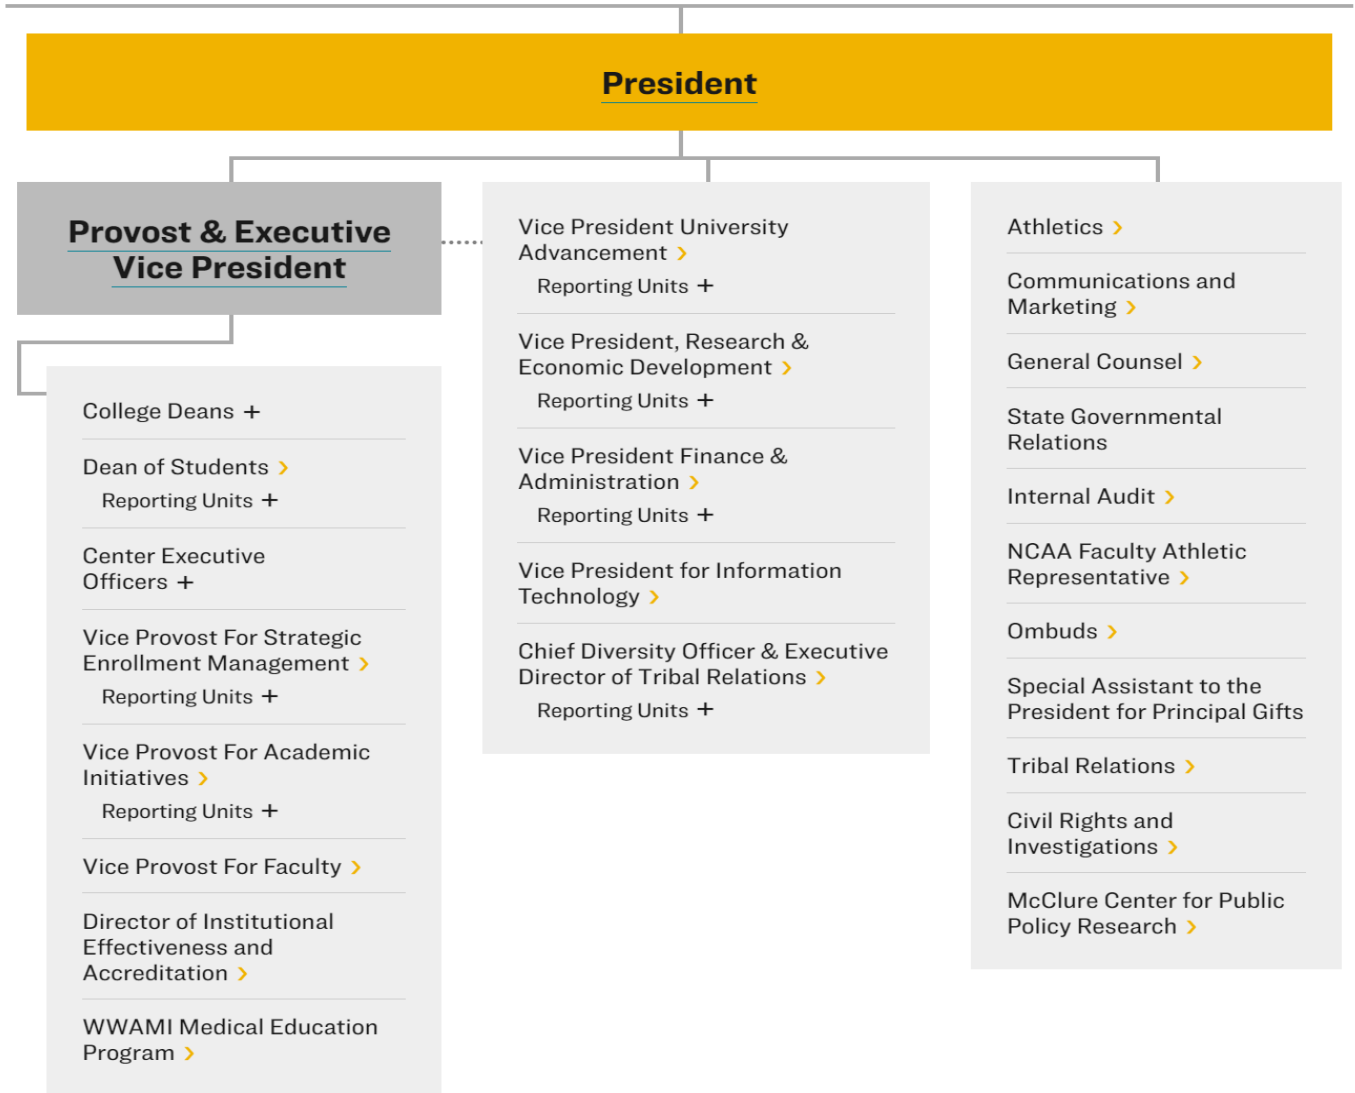 President
Provost & Executive
Vice President
College Deans +
Dean of Students ›
Reporting Units +
Center Executive
Officers +
Vice Provost For Strategic
Enrollment Management ›
Reporting Units +
Vice Provost For Academic
Initiatives ›
Reporting Units +
Vice Provost For Faculty ›
Director of Institutional
Effectiveness and
Accreditation ›
WWAMI Medical Education
Program ›
Vice President University
Advancement ›
Reporting Units +
Vice President, Research &
Economic Development ›
Reporting Units +
Vice President Finance &
Administration ›
Reporting Units +
Vice President for Information
Technology ›
Chief Diversity Officer & Executive
Director of Tribal Relations ›
Reporting Units +
Athletics ›
Communications and
Marketing ›
General Counsel ›
State Governmental
Relations
Internal Audit ›
NCAA Faculty Athletic
Representative ›
Ombuds ›
Special Assistant to the
President for Principal Gifts
Tribal Relations ›
Civil Rights and
Investigations ›
McClure Center for Public
Policy Research ›